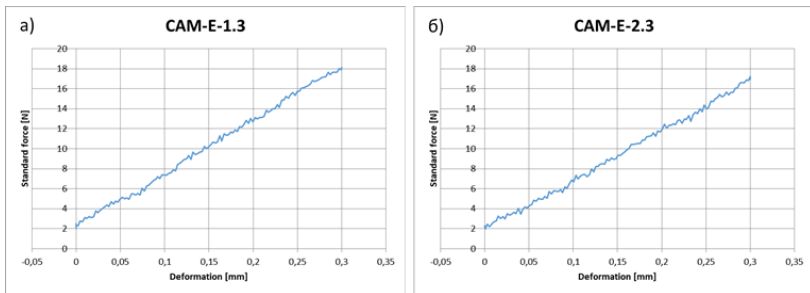 а) CAM-E-1.3
Standard force [N]
20
18
16
14
12
10
8
6
4
2
0
-0,05 0 0,05 0,1 0,15 0,2 0,25 0,3 0,35
Deformation [mm]
б) CAM-E-2.3
Standard force [N]
20
18
16
14
12
10
8
6
4
2
0
-0,05 0 0,05 0,1 0,15 0,2 0,25 0,3 0,35
Deformation [mm]